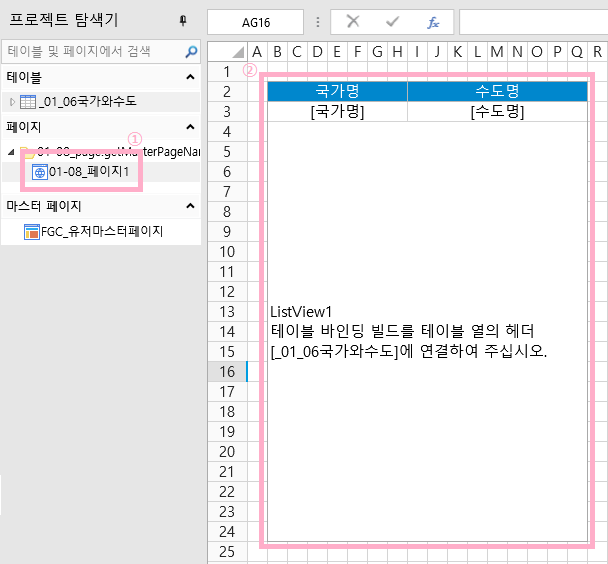 프로젝트 탐색기
테이블 및 페이지에서 검색
테이블
_01_06국가와수도
페이지
①
01-08_page.getMasterPageNam
01-08_페이지1
마스터 페이지
FGC_유저마스터페이지
AG16
fx
A B C D E F G H I J K L M N O P Q R
②
1
2 국가명 수도명
3 [국가명] [수도명]
4
5
6
7
8
9
10
11
12
13 ListView1
14 테이블 바인딩 빌드를 테이블 열의 헤더
15 [_01_06국가와수도]에 연결하여 주십시오.
16
17
18
19
20
21
22
23
24
25